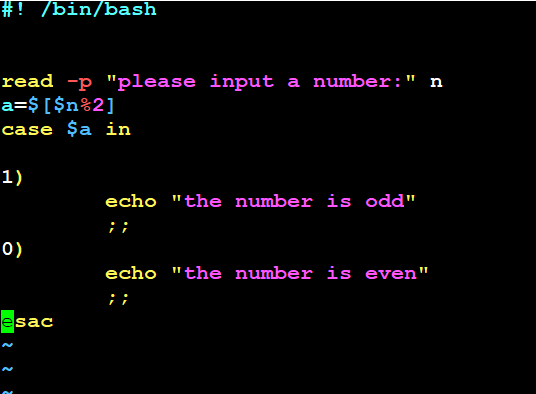 #! /bin/bash
read -p "please input a number:" n
a=$[$n%2]
case $a in
1)
echo "the number is odd"
;;
0)
echo "the number is even"
;;
esac
~
~
~